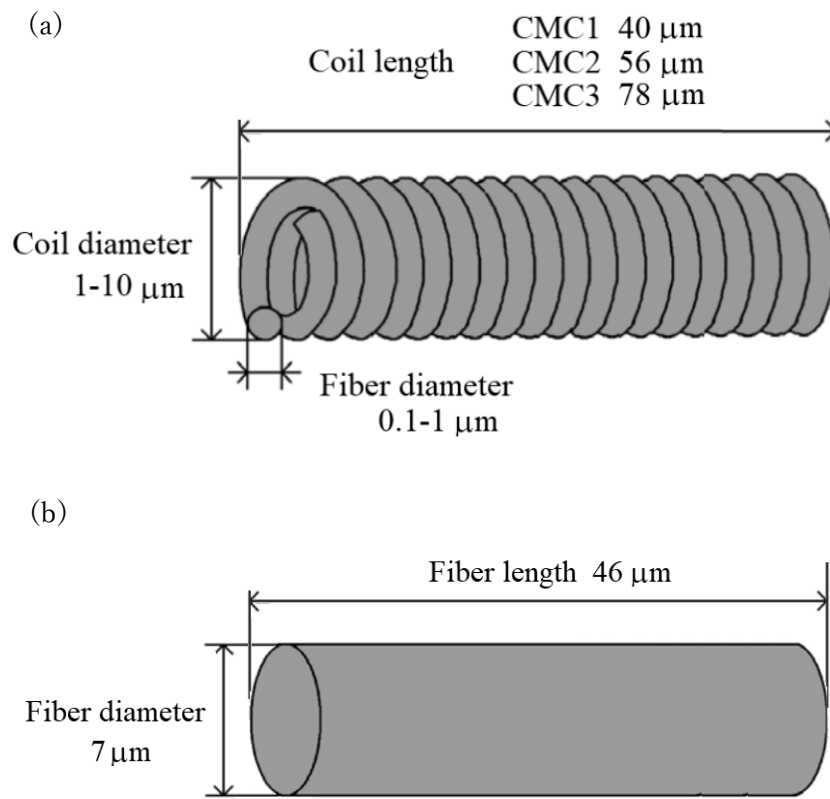 (a)
CMC1 40 μm
Coil length CMC2 56 μm
CMC3 78 μm
Coil diameter
1-10 μm
Fiber diameter
0.1-1 μm
(b)
Fiber length 46 μm
Fiber diameter
7 μm